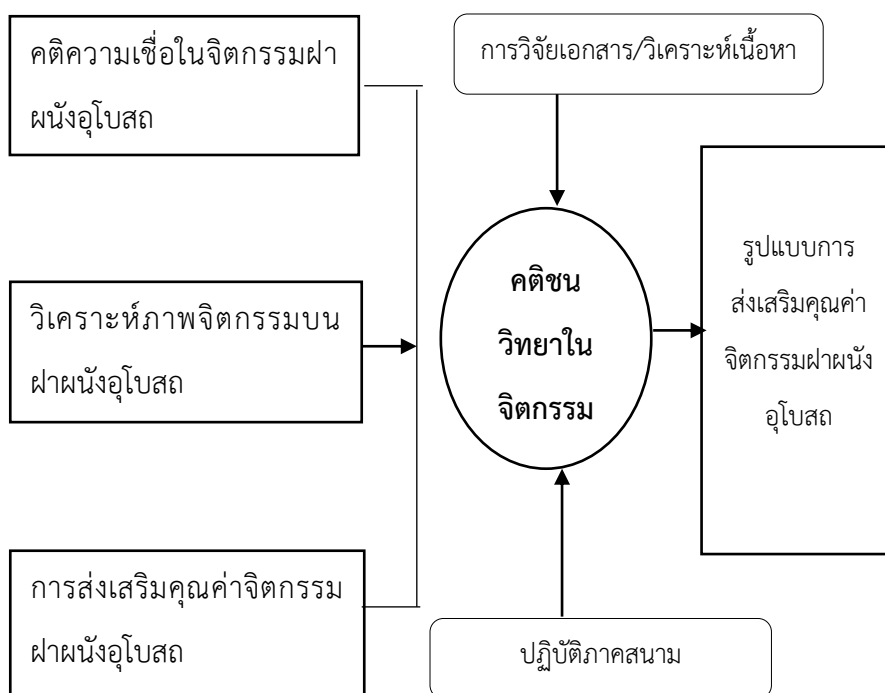 คติความเชื่อในจิตกรรมฝา
ผนังอุโบสถ
การวิจัยเอกสาร/วิเคราะห์เนื้อหา
วิเคราะห์ภาพจิตกรรมบน
ฝาผนังอุโบสถ
คติชน
วิทยาใน
จิตกรรม
รูปแบบการ
ส่งเสริมคุณค่า
จิตกรรมฝาผนัง
อุโบสถ
การส่งเสริมคุณค่าจิตกรรม
ฝาผนังอุโบสถ
ปฏิบัติภาคสนาม